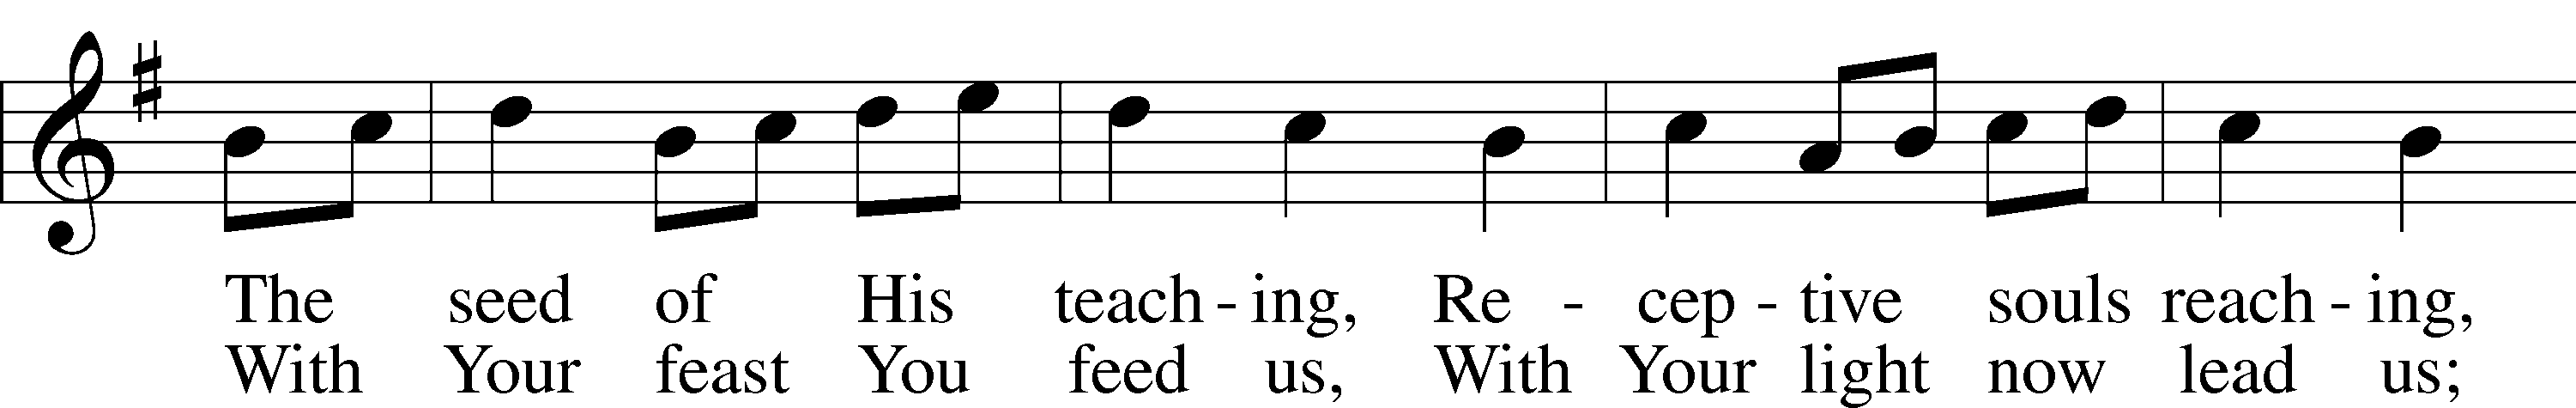 The seed of His teach - ing, Re - cep - tive souls reach - ing,
With Your feast You feed us, With Your light now lead us;